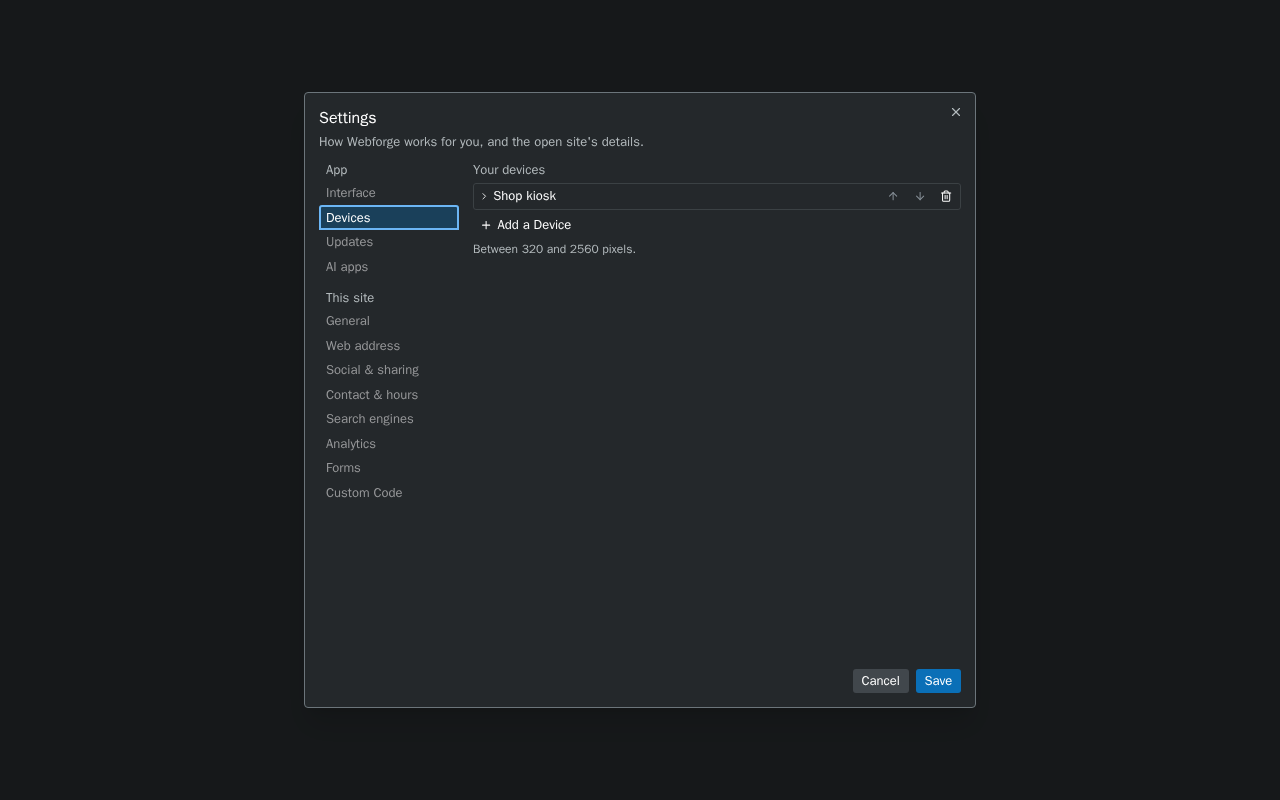 Settings
How Webforge works for you, and the open site's details.
App
Interface
Devices
Updates
AI apps
This site
General
Web address
Social & sharing
Contact & hours
Search engines
Analytics
Forms
Custom Code
Your devices
Shop kiosk
Add a Device
Between 320 and 2560 pixels.
Cancel
Save